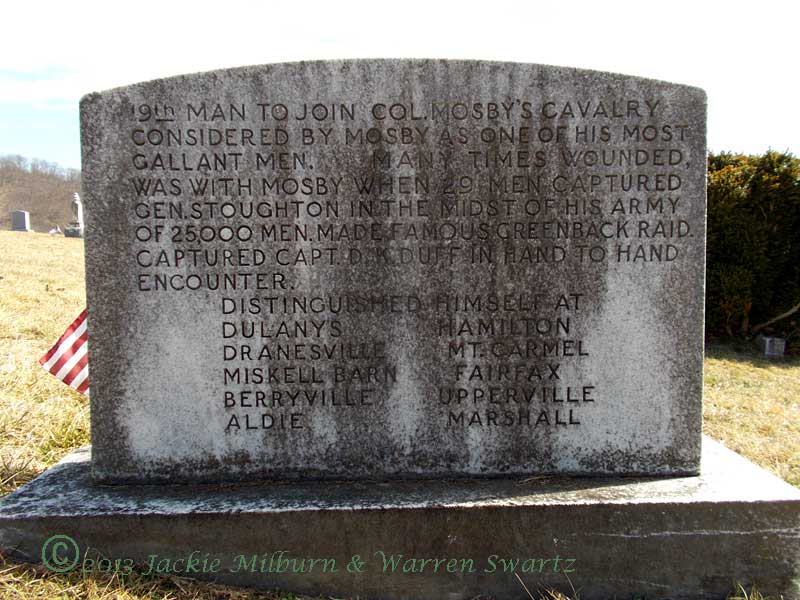 19th MAN TO JOIN COL. MOSBY'S CAVALRY
CONSIDERED BY MOSBY AS ONE OF HIS MOST
GALLANT MEN. MANY TIMES WOUNDED,
WAS WITH MOSBY WHEN 29 MEN CAPTURED
GEN. STOUGHTON IN THE MIDST OF HIS ARMY
OF 25,000 MEN. MADE FAMOUS GREENBACK RAID.
CAPTURED CAPT. D.K. DUFF IN HAND TO HAND
ENCOUNTER.
DISTINGUISHED HIMSELF AT
DULANYS HAMILTON
DRANESVILLE MT. CARMEL
MISKELL BARN FAIRFAX
BERRYVILLE UPPERVILLE
ALDIE MARSHALL
©2013 Jackie Milburn & Warren Swartz